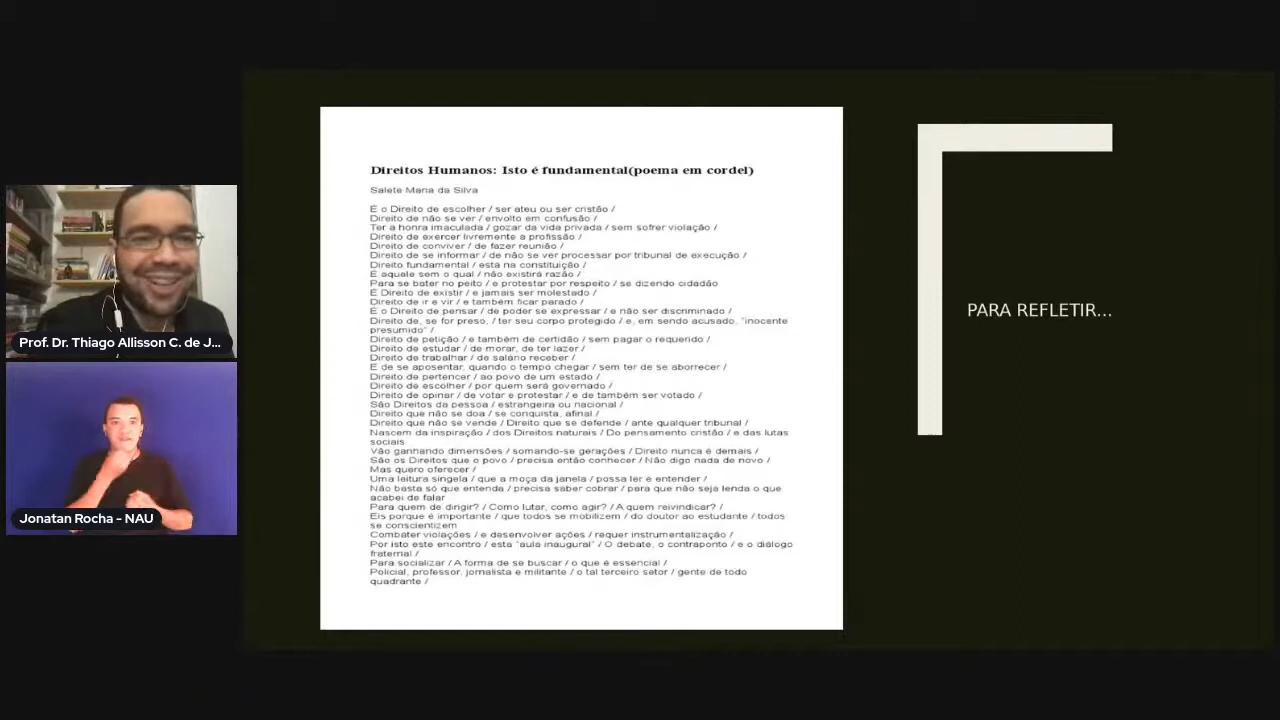 Prof. Dr. Thiago Allisson C. de J...
Jonatan Rocha - NAU
Direitos Humanos: Isto é fundamental(poema em cordel)
Salete Maria da Silva
É o Direito de escolher / ser ateu ou ser cristão /
Direito de não se ver / envolto em confusão /
Ter a honra imaculada / gozar da vida privada / sem sofrer violação /
Direito de exercer livremente a profissão /
Direito de conviver / de fazer reunião /
Direito de se informar / de não se ver processar por tribunal de execução /
Direito fundamental / está na constituição /
É aquele sem o qual / não existirá razão /
Para se bater no peito / e protestar por respeito / se dizendo cidadão
É Direito de existir / e jamais ser molestado /
Direito de ir e vir / e também ficar parado /
É o Direito de pensar / de poder se expressar / e não ser discriminado /
Direito de, se for preso, / ter seu corpo protegido / e, em sendo acusado, "inocente
presumido" /
Direito de petição / e também de certidão / sem pagar o requerido /
Direito de estudar / de morar, de ter lazer /
Direito de trabalhar / de salário receber /
E de se aposentar, quando o tempo chegar / sem ter de se aborrecer /
Direito de pertencer / ao povo de um estado /
Direito de escolher / por quem será governado /
Direito de opinar / de votar e protestar / e de também ser votado /
São Direitos da pessoa / estrangeira ou nacional /
Direito que não se doa / se conquista, afinal /
Direito que não se vende / Direito que se defende / ante qualquer tribunal /
Nascem da inspiração / dos Direitos naturais / Do pensamento cristão / e das lutas
sociais
Vão ganhando dimensões / somando-se gerações / Direito nunca é demais /
São os Direitos que o povo / precisa então conhecer / Não digo nada de novo /
Mas quero oferecer /
Uma leitura singela / que a moça da janela / possa ler e entender /
Não basta só que entenda / precisa saber cobrar / para que não seja lenda o que
acabei de falar
Para quem de dirigir? / Como lutar, como agir? / A quem reivindicar? /
Eis porque é importante / que todos se mobilizem / do doutor ao estudante / todos
se conscientizem
Combater violações / e desenvolver ações / requer instrumentalização /
Por isto este encontro / esta "aula inaugural" / O debate, o contraponto / e o diálogo
fraternal /
Para socializar / A forma de se buscar / o que é essencial /
Policial, professor, jornalista e militante / o tal terceiro setor / gente de todo
quadrante /
PARA REFLETIR...